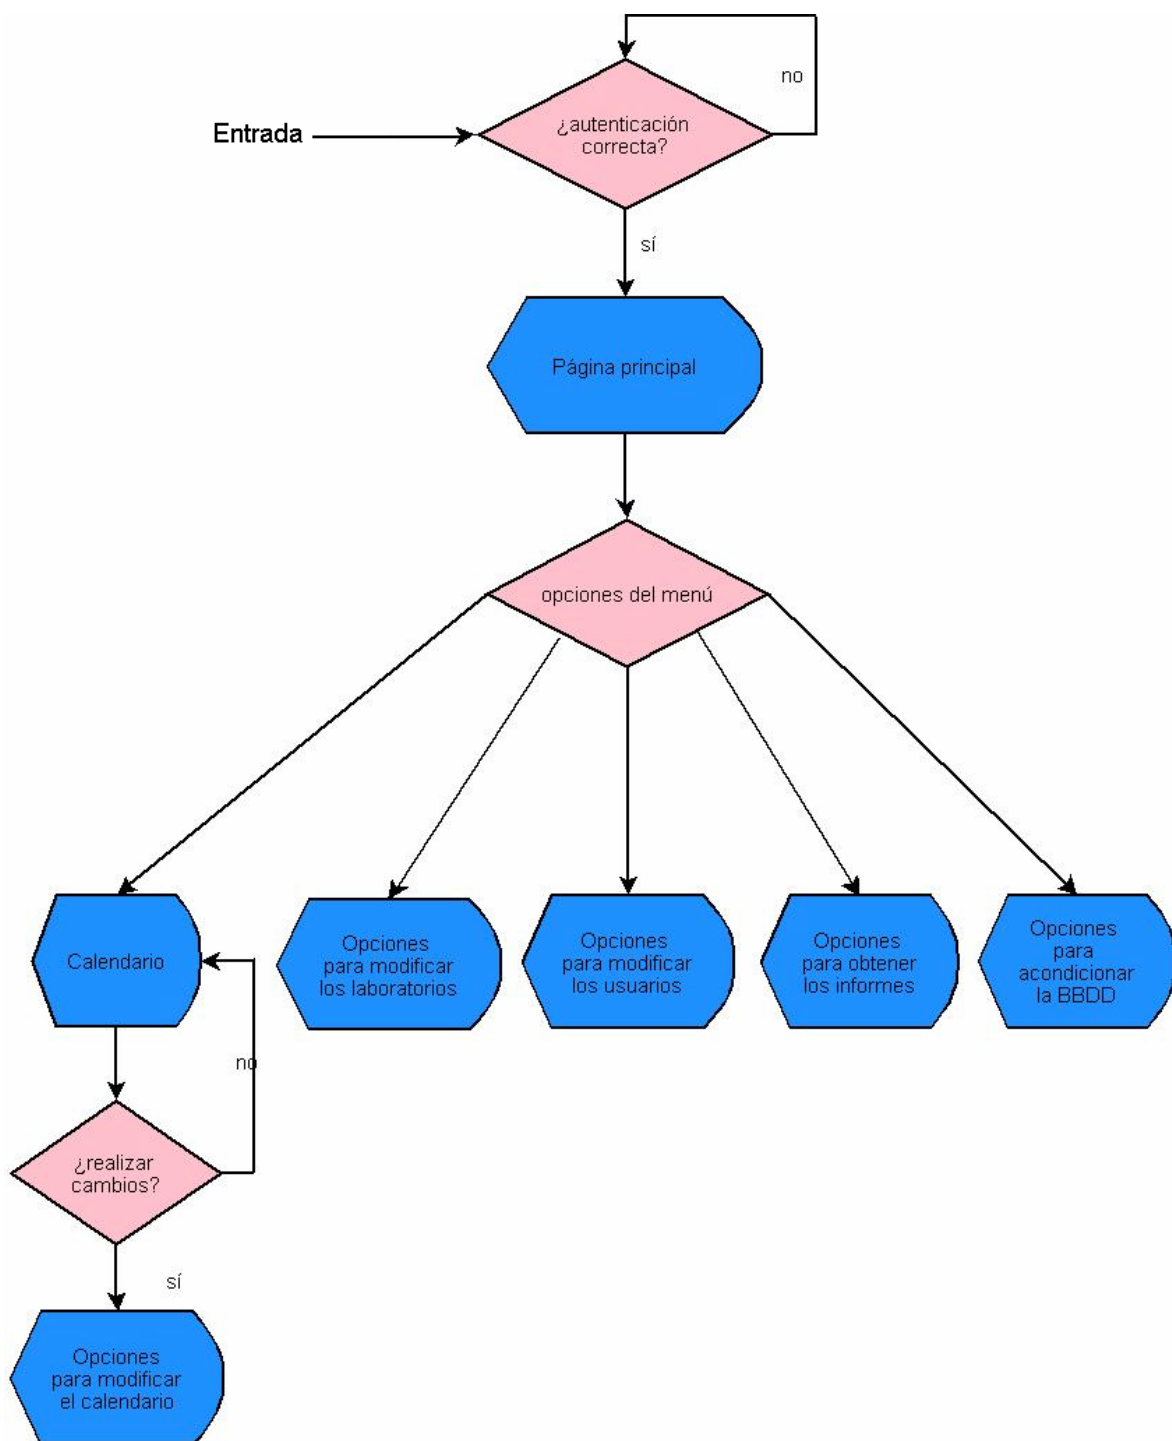 no
¿autenticación
correcta?
Entrada
sí
Página principal
opciones del menú
Calendario
Opciones
para modificar
los laboratorios
Opciones
para modificar
los usuarios
Opciones
para obtener
los informes
Opciones
para
acondicionar
la BBDD
no
¿realizar
cambios?
sí
Opciones
para modificar
el calendario